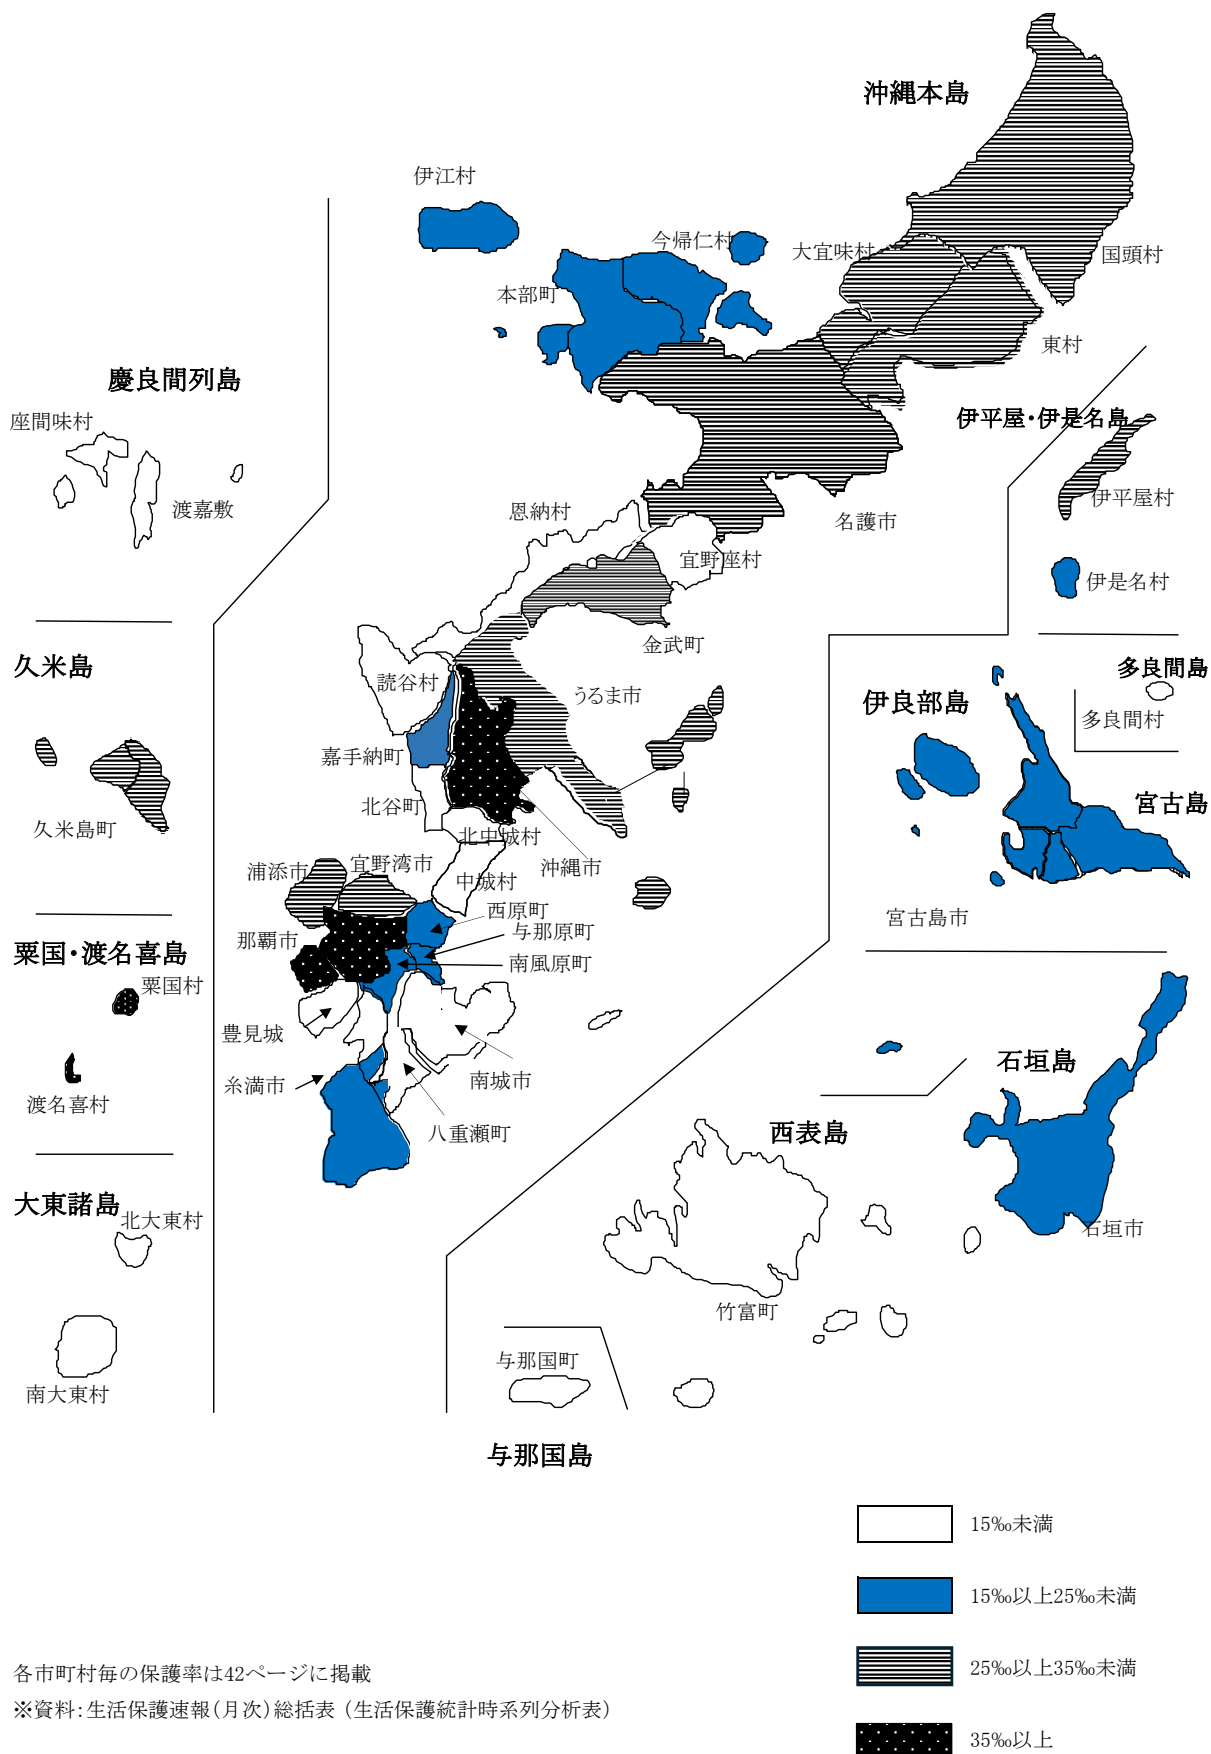 沖縄本島
伊江村
今帰仁村
大宜味村
国頭村
本部町
東村
慶良間列島
座間味村
渡嘉敷
伊平屋・伊是名島
伊平屋村
恩納村
名護市
宜野座村
伊是名村
金武町
久米島
多良間島
読谷村
うるま市
伊良部島
多良間村
嘉手納町
北谷町
宮古島
久米島町
北中城村
宜野湾市
浦添市
沖縄市
中城村
西原町
宮古島市
与那原町
那覇市
粟国・渡名喜島
南風原町
粟国村
豊見城
石垣島
南城市
糸満市
渡名喜村
八重瀬町
西表島
大東諸島
北大東村
石垣市
竹富町
与那国町
南大東村
与那国島
15‰未満
15‰以上25‰未満
25‰以上35‰未満
35‰以上
各市町村毎の保護率は42ページに掲載
※資料：生活保護速報（月次）総括表（生活保護統計時系列分析表）